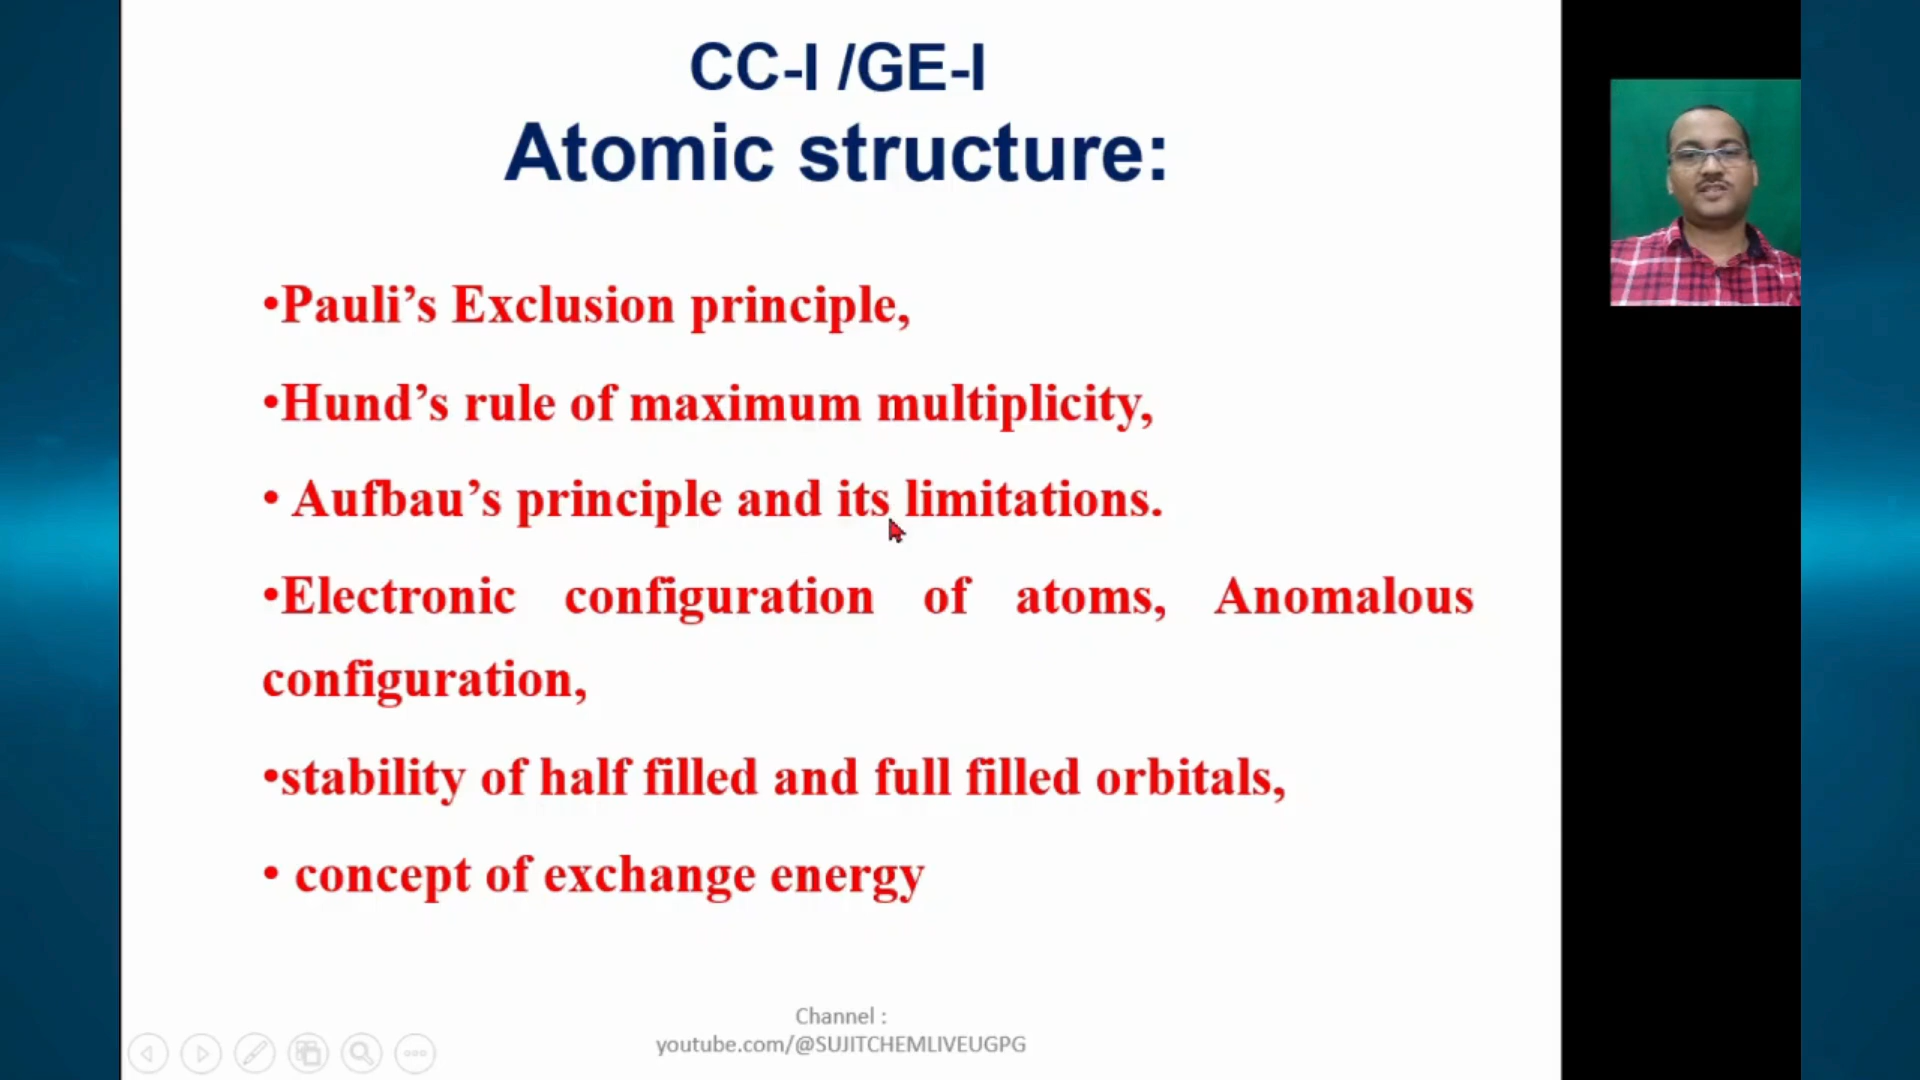 CC-I /GE-I
Atomic structure:
•Pauli’s Exclusion principle,
•Hund’s rule of maximum multiplicity,
• Aufbau’s principle and its limitations.
•Electronic configuration of atoms, Anomalous
configuration,
•stability of half filled and full filled orbitals,
• concept of exchange energy
Channel :
youtube.com/@SUJITCHEMLIVEUGPG